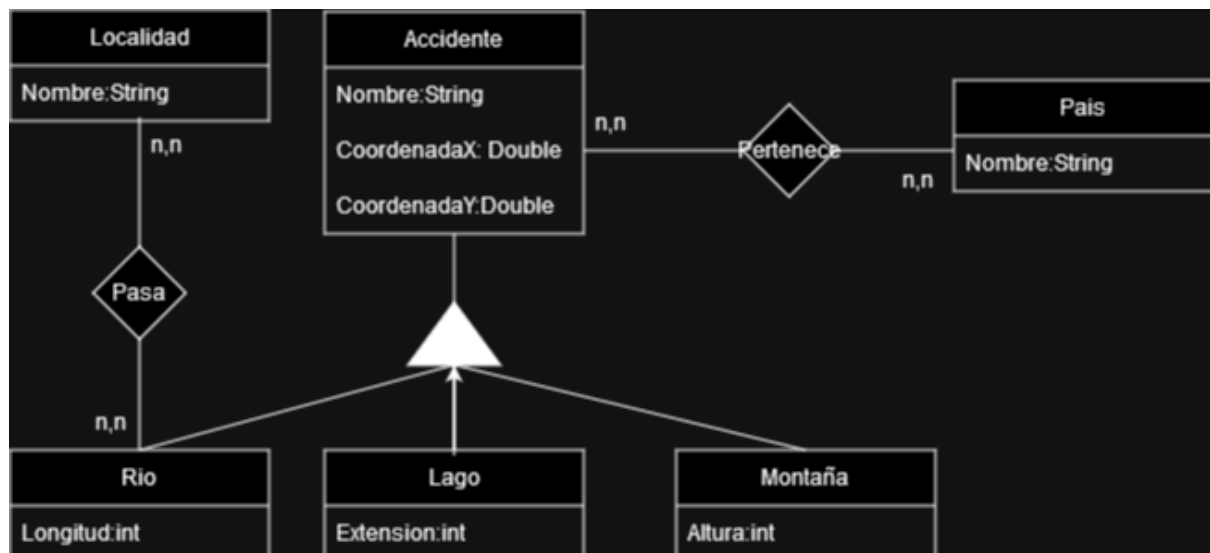 Localidad
Nombre:String
n,n
Accidente
Nombre:String
CoordenadaX: Double
CoordenadaY:Double
n,n
Pertenece
n,n
Pais
Nombre:String
Pasa
n,n
Rio
Longitud:int
Lago
Extension:int
Montaña
Altura:int